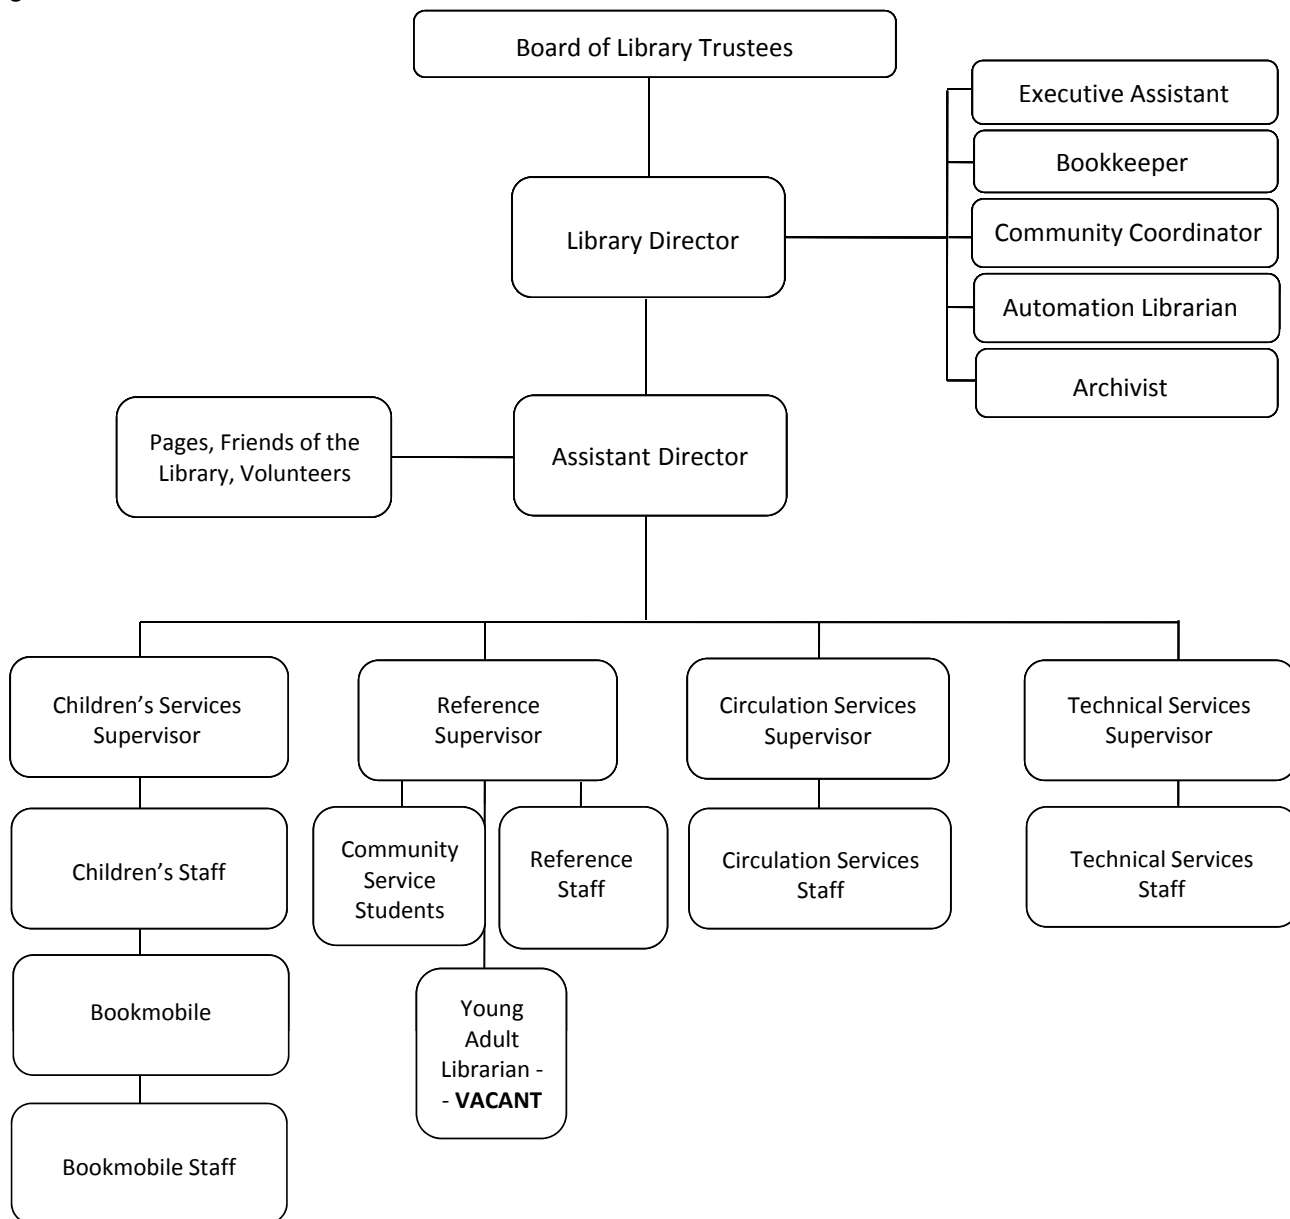 Board of Library Trustees
Executive Assistant
Bookkeeper
Library Director
Community Coordinator
Automation Librarian
Archivist
Pages, Friends of the
Library, Volunteers
Assistant Director
Children’s Services
Supervisor
Reference
Supervisor
Circulation Services
Supervisor
Technical Services
Supervisor
Children’s Staff
Community
Service
Students
Reference
Staff
Circulation Services
Staff
Technical Services
Staff
Bookmobile
Young
Adult
Librarian -
- VACANT
Bookmobile Staff